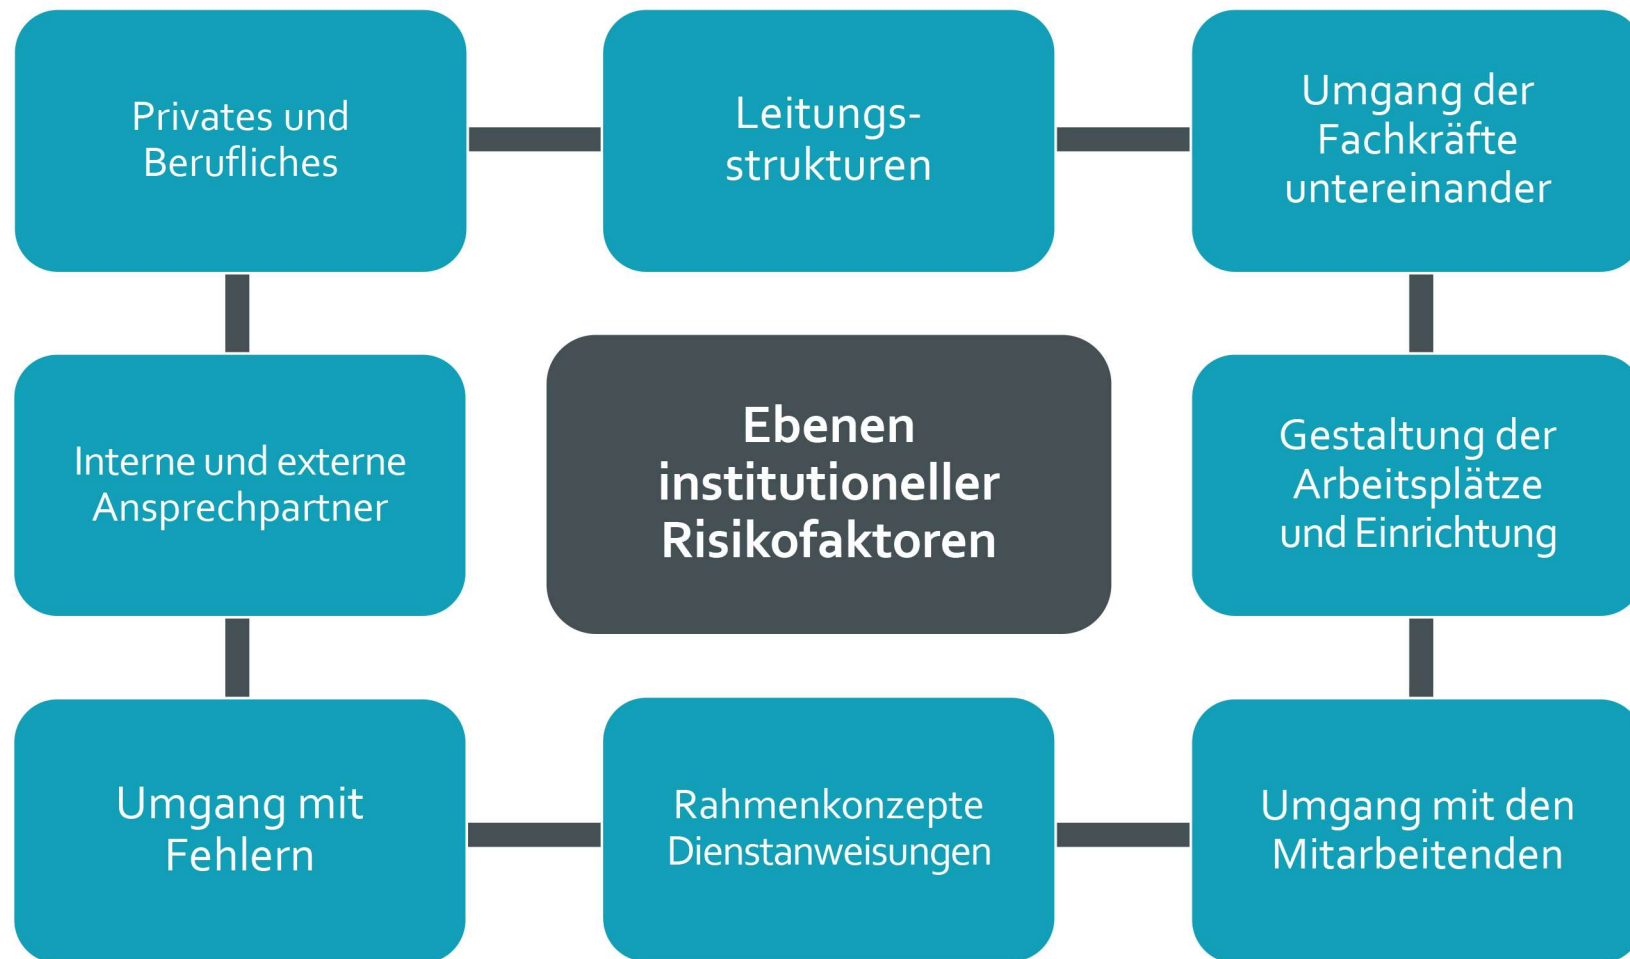 Privates und
Berufliches
Leitungs-
strukturen
Umgang der
Fachkräfte
untereinander
Interne und externe
Ansprechpartner
Ebenen
institutioneller
Risikofaktoren
Gestaltung der
Arbeitsplätze
und Einrichtung
Umgang mit
Fehlern
Rahmenkonzepte
Dienstanweisungen
Umgang mit den
Mitarbeitenden